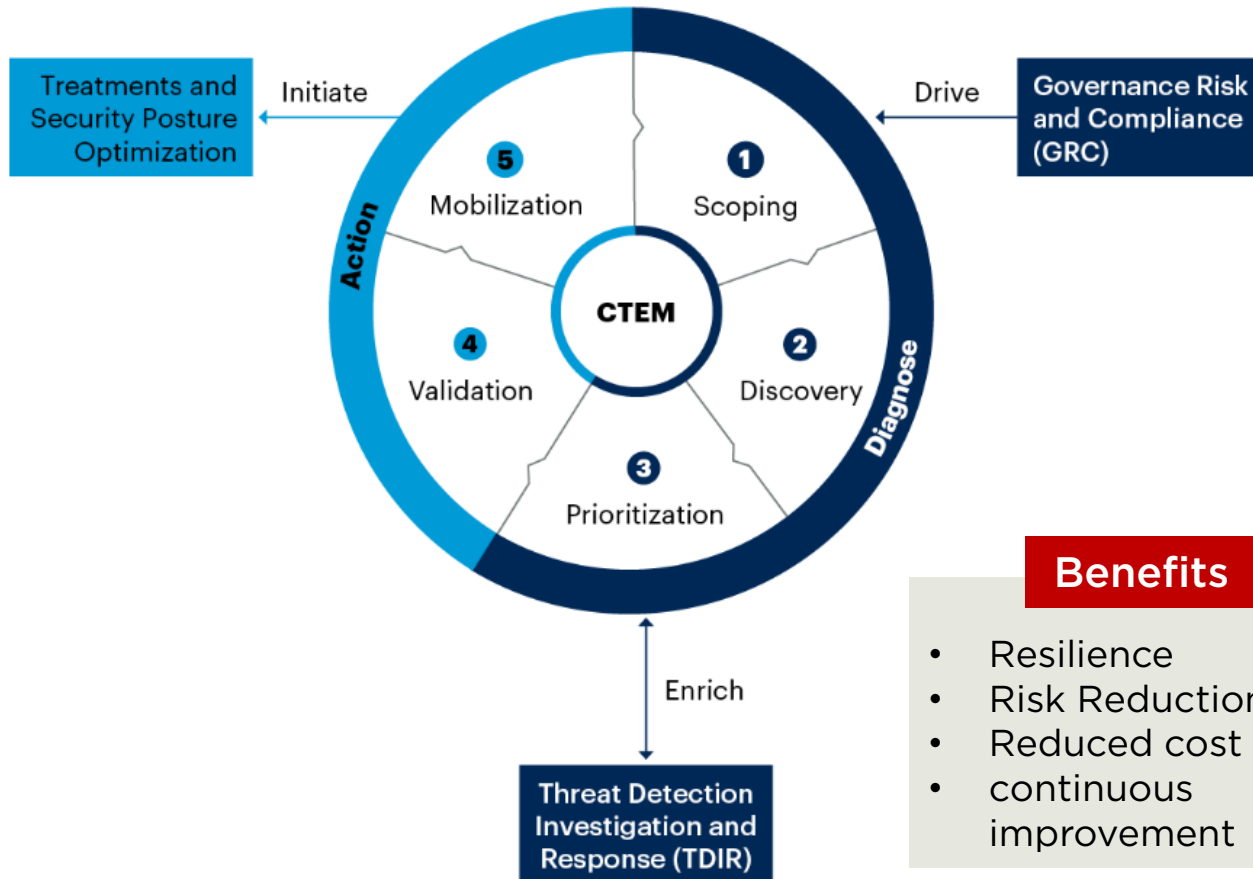 Treatments and
Security Posture
Optimization
Initiate
Drive
Governance Risk
and Compliance
(GRC)
5
Mobilization
1
Scoping
Action
CTEM
4
Validation
2
Discovery
Diagnose
3
Prioritization
Enrich
Threat Detection
Investigation and
Response (TDIR)
Benefits
• Resilience
• Risk Reduction
• Reduced cost
• continuous
improvement